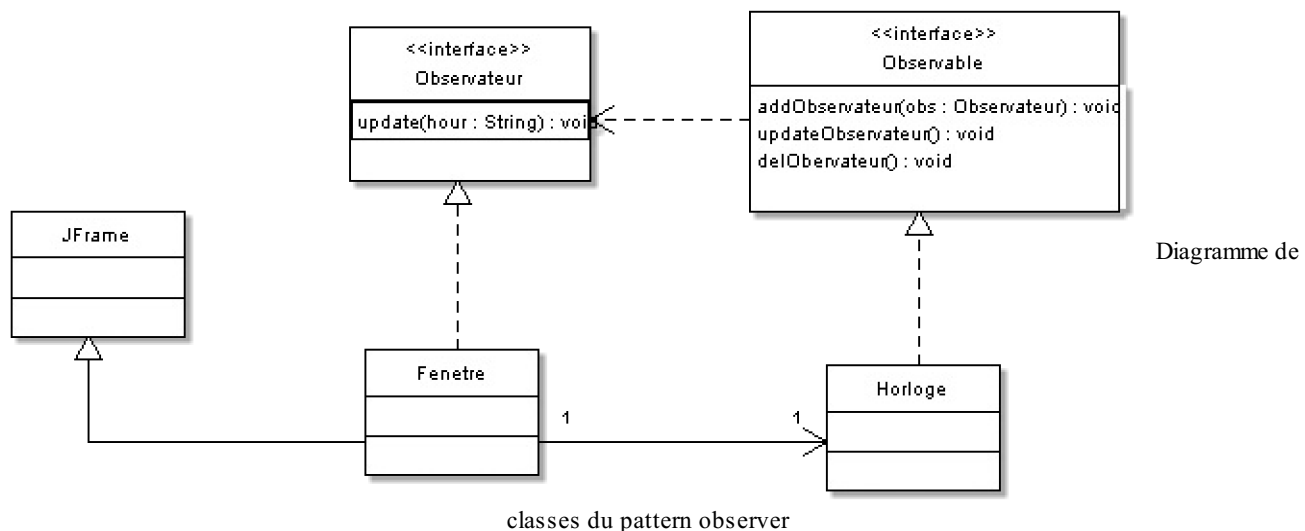 <<interface>>
Observateur
update(hour : String) : void
<<interface>>
Observable
addObservateur(obs : Observateur) : void
updateObservateur() : void
delObervateur() : void
JFrame
Fenetre
1
1
Horloge
Diagramme de
classes du pattern observer